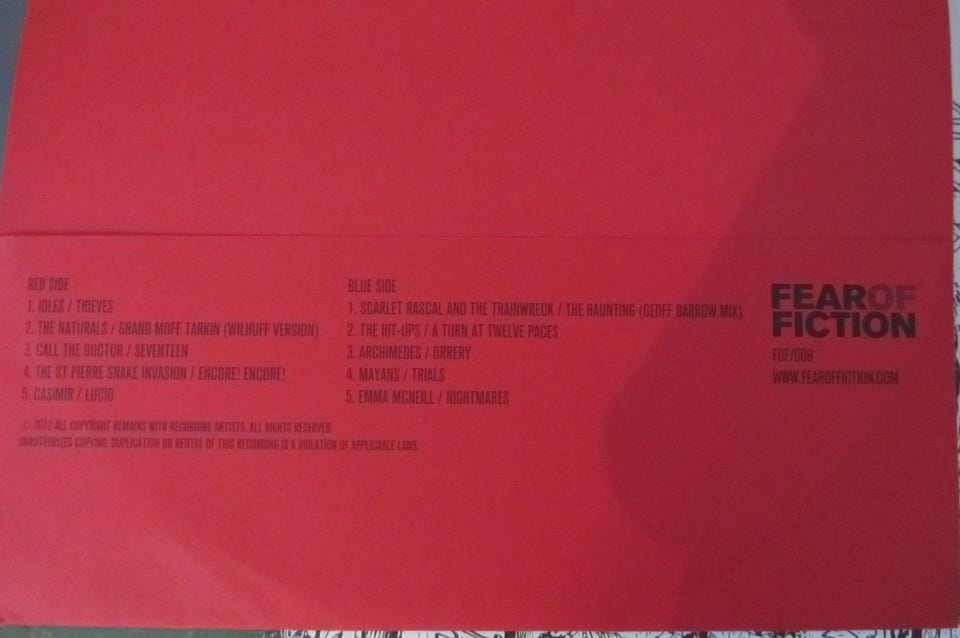 RED SIDE
1. IDLES / THIEVES
2. THE NATURALS / GRAND MOFF TARKIN (WILHUFF VERSION)
3. CALL THE DOCTOR / SEVENTEEN
4. THE ST PIERRE SNAKE INVASION / ENCORE! ENCORE!
5. CASIMIR / LUCIO
BLUE SIDE
1. SCARLET RASCAL AND THE TRAINWRECK / THE HAUNTING (GEOFF BARROW MIX)
2. THE HIT-UPS / A TURN AT TWELVE PACES
3. ARCHIMEDES / ORRERY
4. MAYANS / TRIALS
5. EMMA MCNEILL / NIGHTMARES
FEAROF
FICTION
FOF/008
WWW.FEAROFFICTION.COM
2012 ALL COPYRIGHT REMAINS WITH RECORDING ARTISTS. ALL RIGHTS RESERVED.
UNAUTHORIZED COPYING, DUPLICATION OR RENTAL OF THIS RECORDING IS A VIOLATION OF APPLICABLE LAWS.